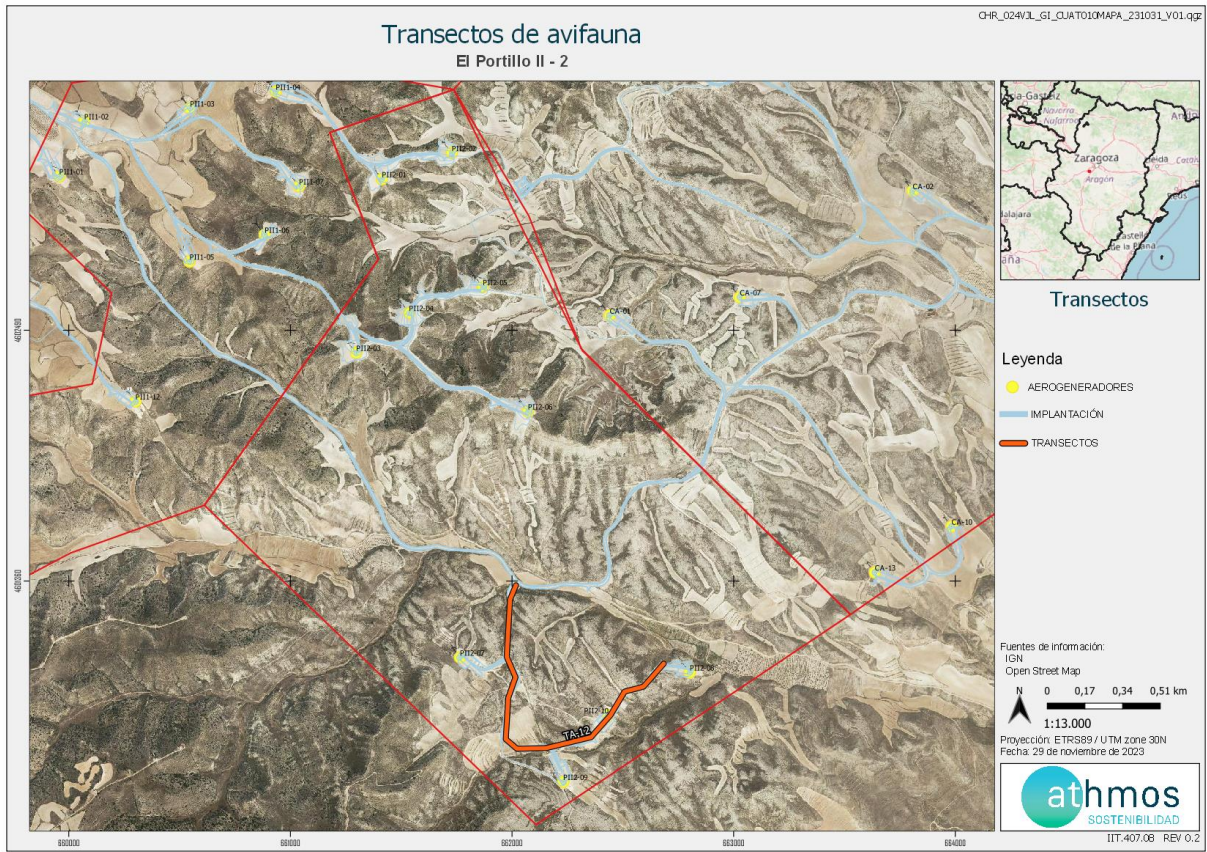 CHR_024VJL_GI_CUAT010MAPA_231031_V01.qgz
Transectos de avifauna
El Portillo II - 2
PII1-04
PII1-03
PII1-02
PII2-02
PII1-01
PII1-07
PII2-01
CA-02
PII1-06
PII1-05
PII2-05
CA-07
PII2-04
CA-01
PII2-03
PII1-12
PII2-06
CA-10
CA-13
PII2-07
PII2-08
PII2-10
TA-12
PII2-09
660000
661000
662000
663000
664000
Navarra
Zaragoza
Aragón
de la Plana
Transectos
Leyenda
AEROGENERADORES
IMPLANTACIÓN
TRANSECTOS
Fuentes de información:
IGN
Open Street Map
N 0 0,17 0,34 0,51 km
1:13.000
Proyección: ETRS89 / UTM zone 30N
Fecha: 29 de noviembre de 2023
athmos
SOSTENIBILIDAD
IIT.407.08 REV 0.2